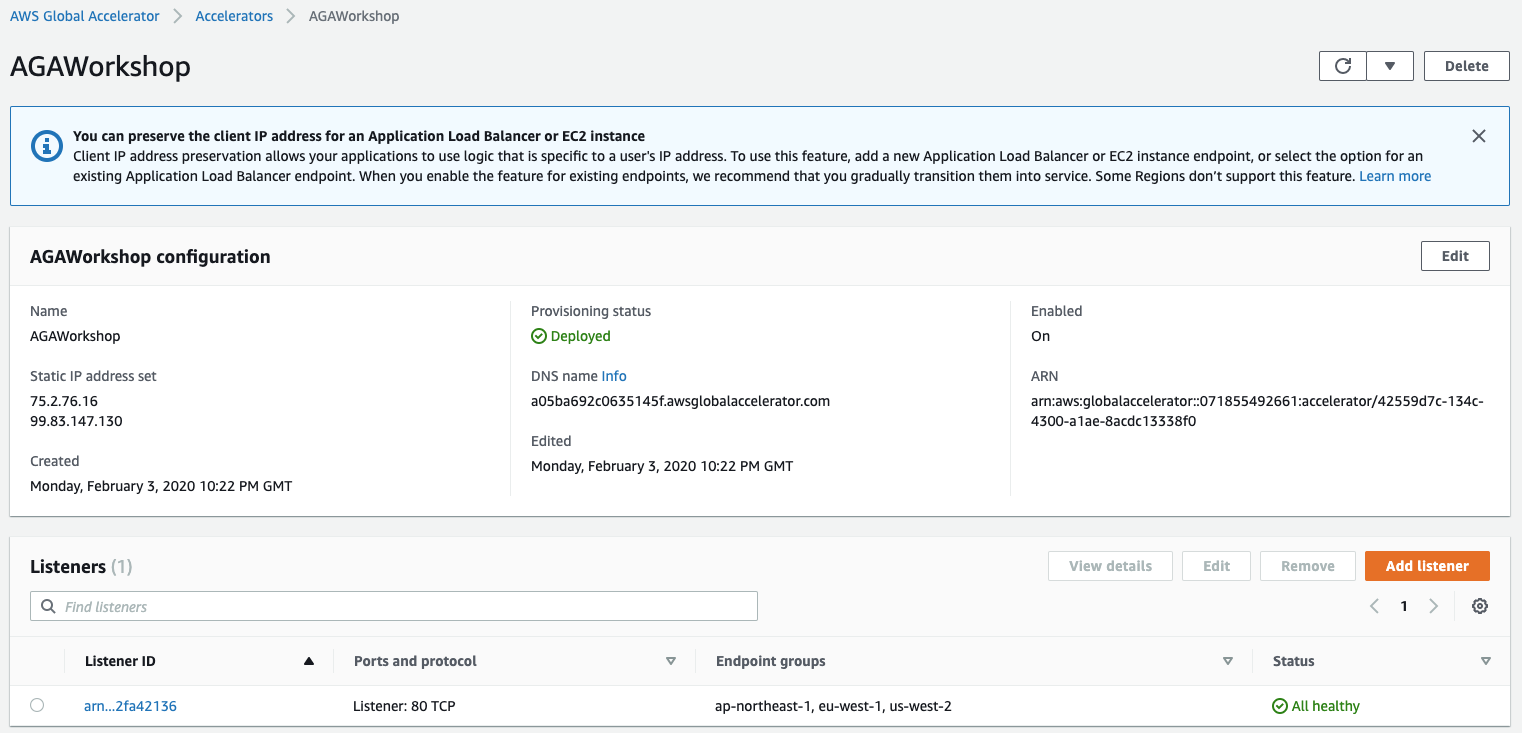 AWS Global Accelerator > Accelerators > AGAWorkshop
AGAWorkshop
Delete
You can preserve the client IP address for an Application Load Balancer or EC2 instance
Client IP address preservation allows your applications to use logic that is specific to a user's IP address. To use this feature, add a new Application Load Balancer or EC2 instance endpoint, or select the option for an
existing Application Load Balancer endpoint. When you enable the feature for existing endpoints, we recommend that you gradually transition them into service. Some Regions don’t support this feature. Learn more
AGAWorkshop configuration
Edit
Name
AGAWorkshop
Static IP address set
75.2.76.16
99.83.147.130
Created
Monday, February 3, 2020 10:22 PM GMT
Provisioning status
Deployed
DNS name Info
a05ba692c0635145f.awsglobalaccelerator.com
Edited
Monday, February 3, 2020 10:22 PM GMT
Enabled
On
ARN
arn:aws:globalaccelerator::071855492661:accelerator/42559d7c-134c-
4300-a1ae-8acdc13338f0
Listeners (1)
View details Edit Remove Add listener
Find listeners
1
Listener ID Ports and protocol Endpoint groups Status
arn...2fa42136 Listener: 80 TCP ap-northeast-1, eu-west-1, us-west-2 All healthy